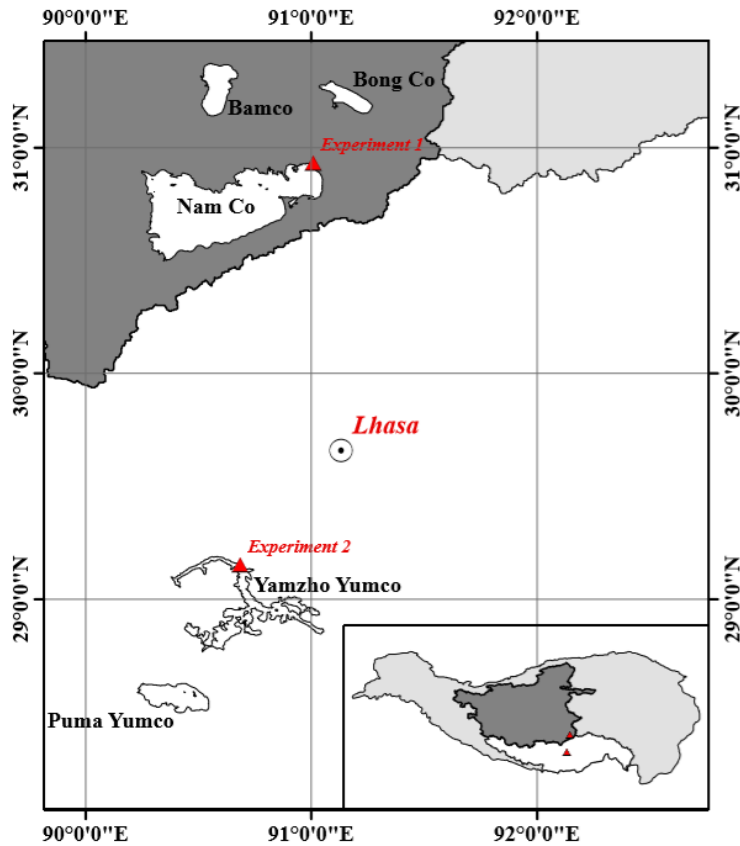 90°0'0"E 91°0'0"E 92°0'0"E
Bong Co
Bamco
Experiment 1
31°0'0"N 31°0'0"N
Nam Co
30°0'0"N 30°0'0"N
Lhasa
Experiment 2
Yamzho Yumco
29°0'0"N 29°0'0"N
Puma Yumco
90°0'0"E 91°0'0"E 92°0'0"E